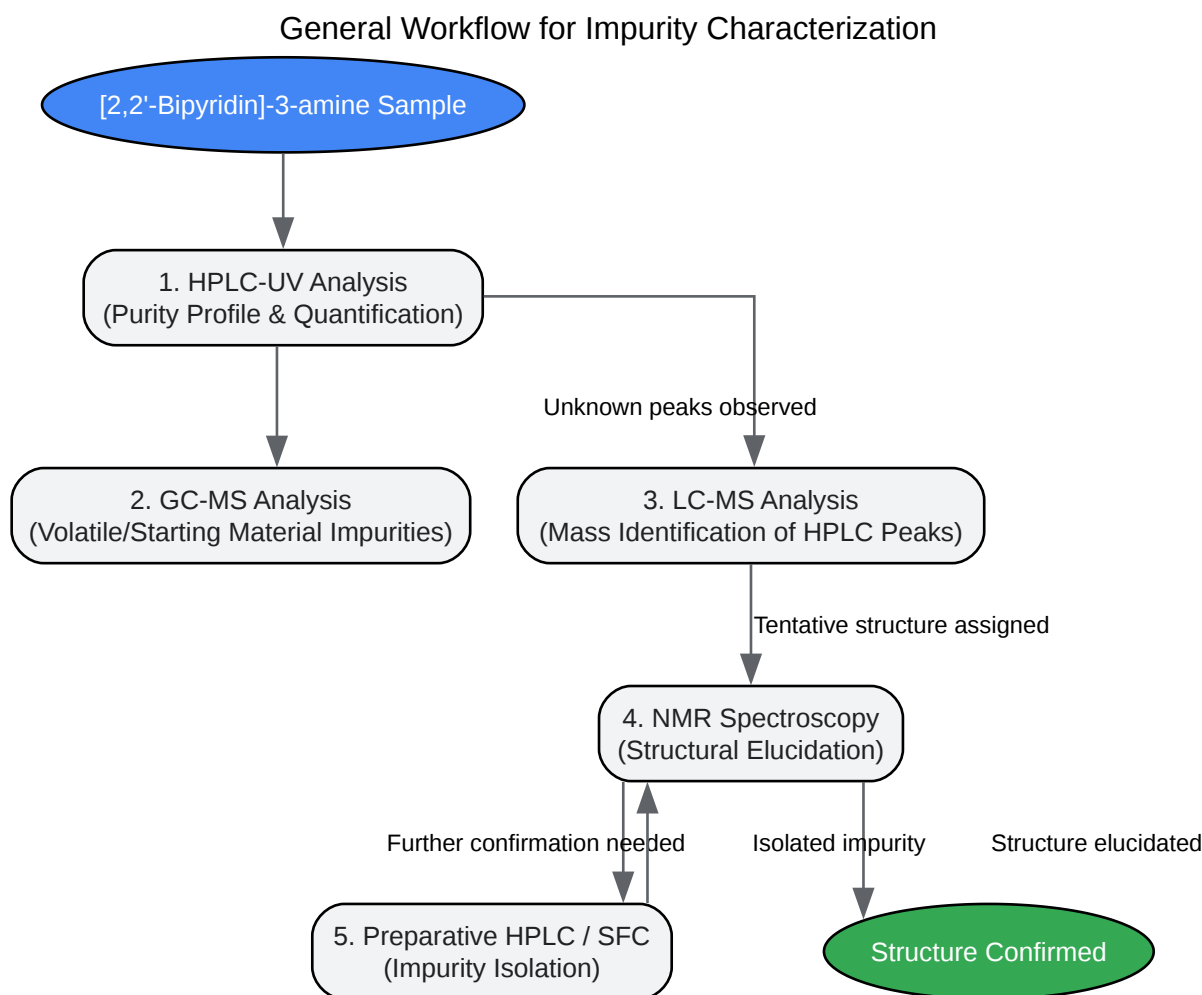 General Workflow for Impurity Characterization
[2,2'-Bipyridin]-3-amine Sample
1. HPLC-UV Analysis
(Purity Profile & Quantification)
Unknown peaks observed
2. GC-MS Analysis
(Volatile/Starting Material Impurities)
3. LC-MS Analysis
(Mass Identification of HPLC Peaks)
Tentative structure assigned
4. NMR Spectroscopy
(Structural Elucidation)
Further confirmation needed
Isolated impurity
Structure elucidated
5. Preparative HPLC / SFC
(Impurity Isolation)
Structure Confirmed